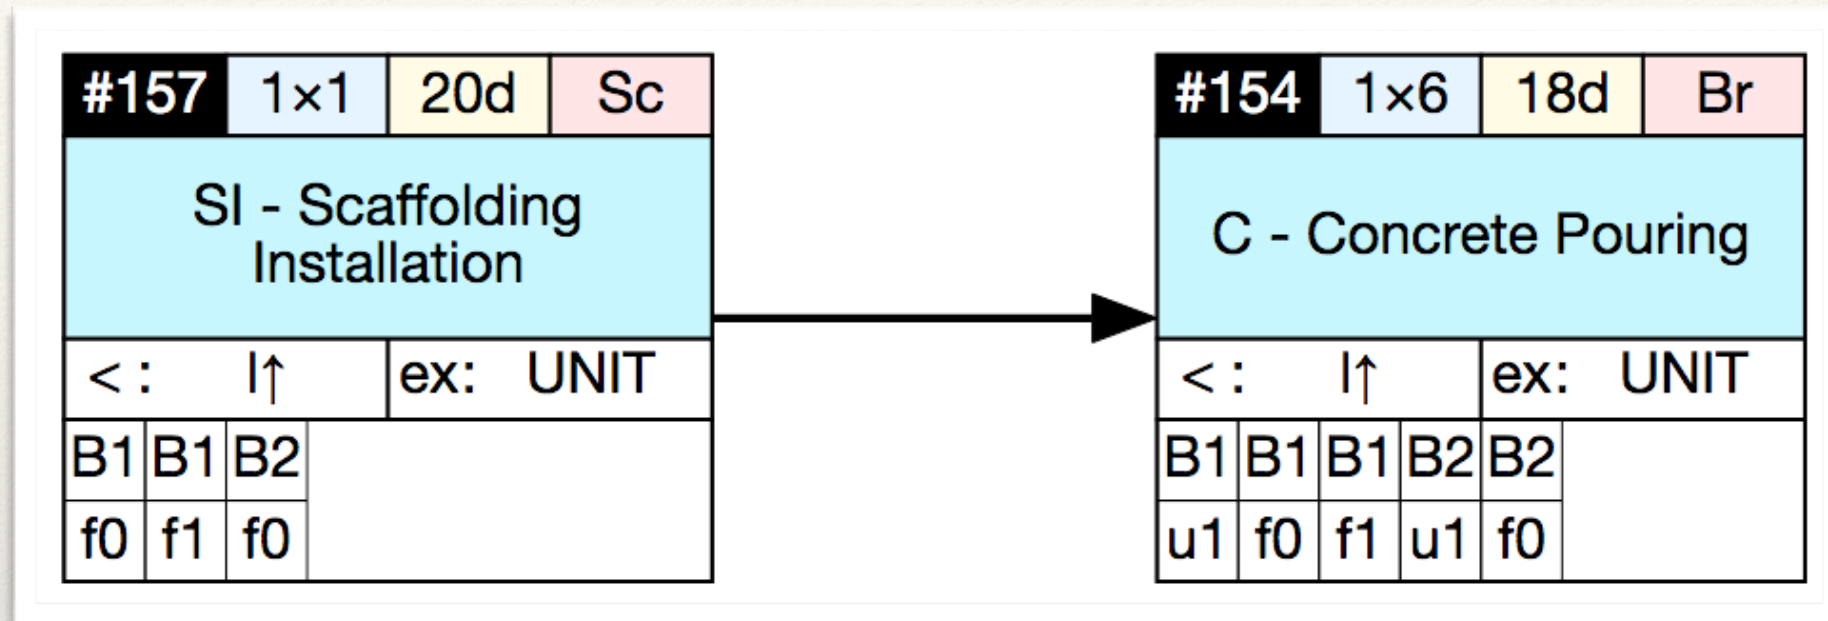 #157 1×1 20d Sc
SI - Scaffolding
Installation
< : l↑ ex: UNIT
B1 B1 B2
f0 f1 f0
#154 1×6 18d Br
C - Concrete Pouring
< : l↑ ex: UNIT
B1 B1 B1 B2 B2
u1 f0 f1 u1 f0